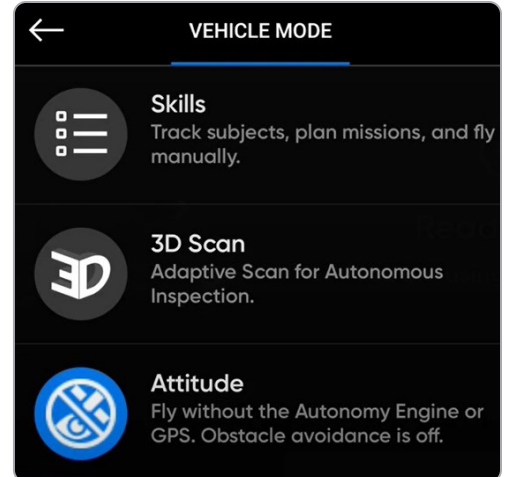 VEHICLE MODE
Skills
Track subjects, plan missions, and fly
manually.
3D
3D Scan
Adaptive Scan for Autonomous
Inspection.
Attitude
Fly without the Autonomy Engine or
GPS. Obstacle avoidance is off.